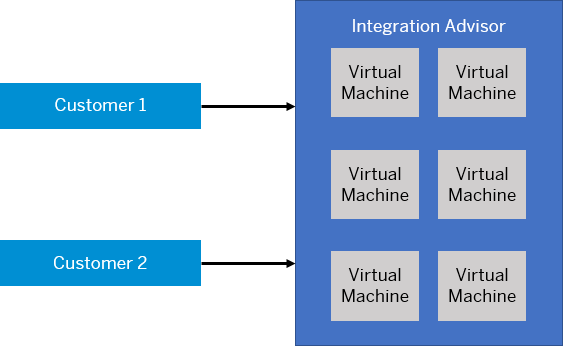 Integration Advisor
Virtual
Machine
Virtual
Machine
Customer 1
Virtual
Machine
Virtual
Machine
Customer 2
Virtual
Machine
Virtual
Machine